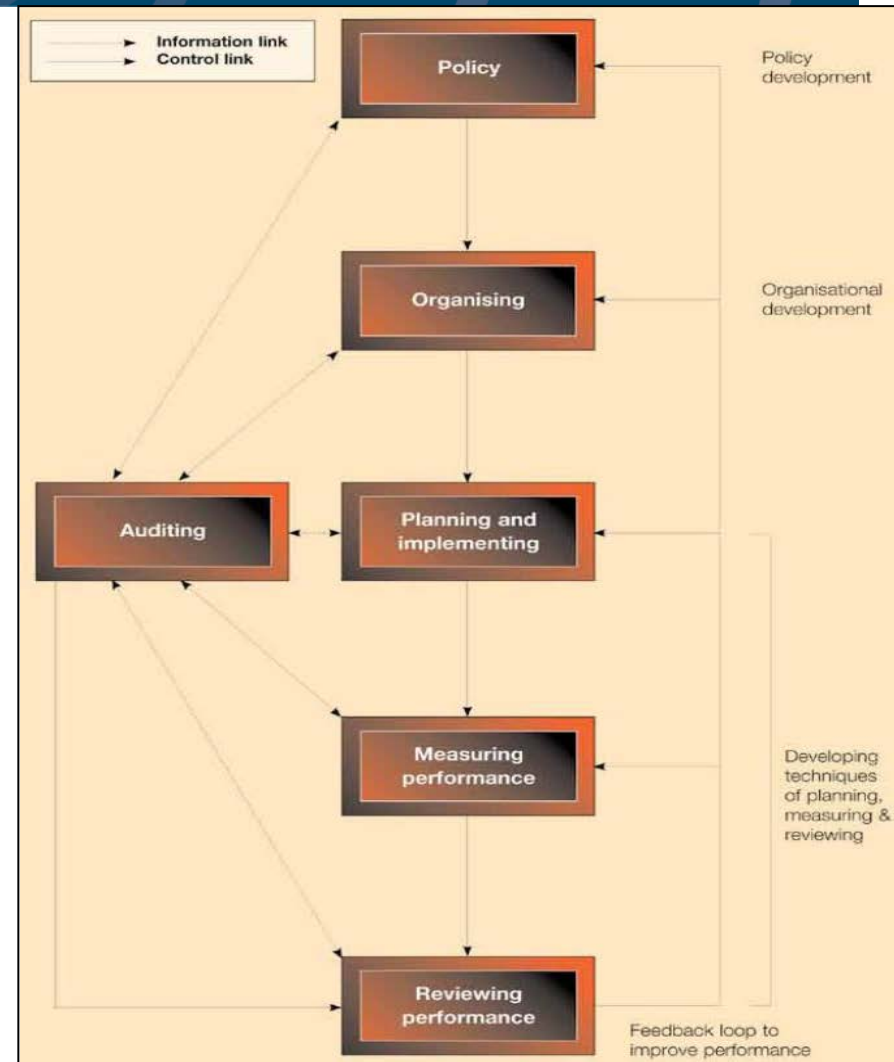 Information link
Control link
Policy
Policy
development
Organising
Organisational
development
Auditing
Planning and
implementing
Measuring
performance
Developing
techniques
of planning,
measuring &
reviewing
Reviewing
performance
Feedback loop to
improve performance